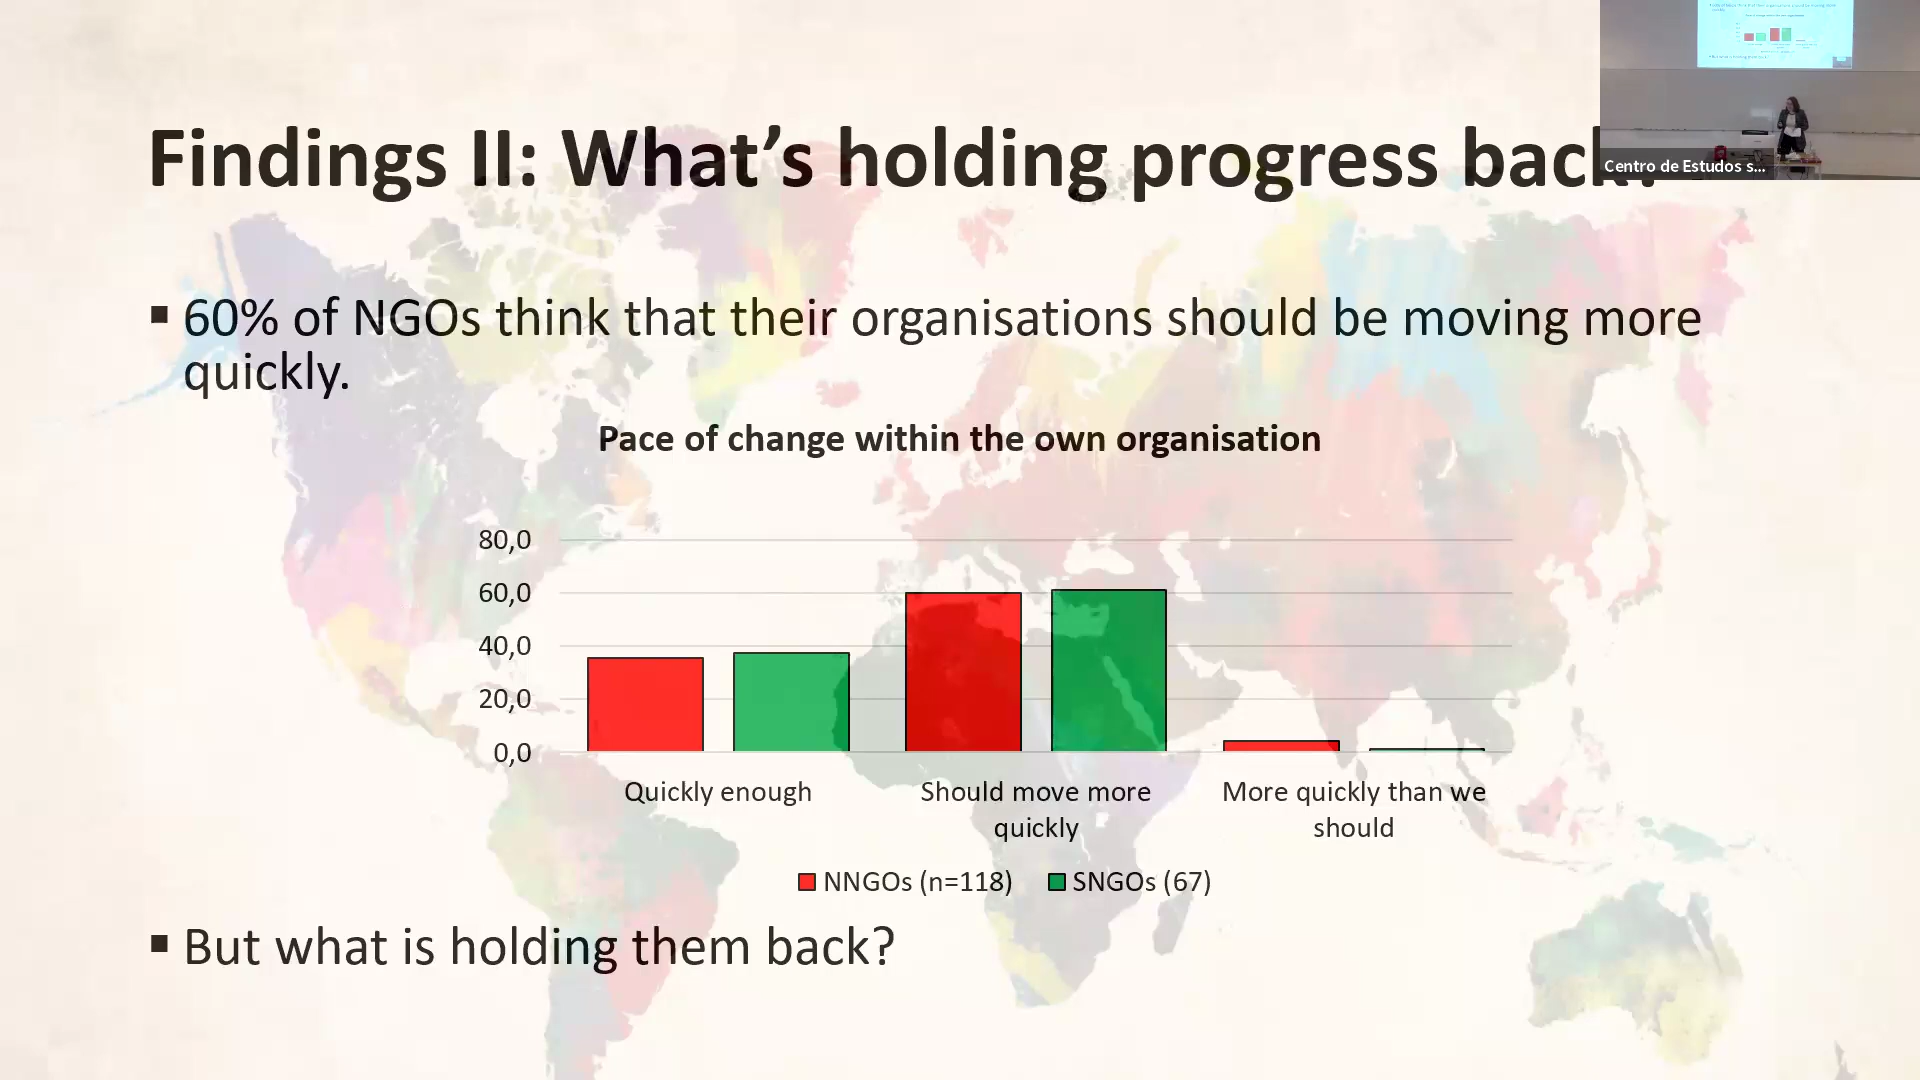 Findings II: What's holding progress back?
Centro de Estudos s...
▪ 60% of NGOs think that their organisations should be moving more
quickly.
Pace of change within the own organisation
80,0
60,0
40,0
20,0
0,0
Quickly enough
Should move more
quickly
More quickly than we
should
NNGOs (n=118)
SNGOs (67)
▪ But what is holding them back?